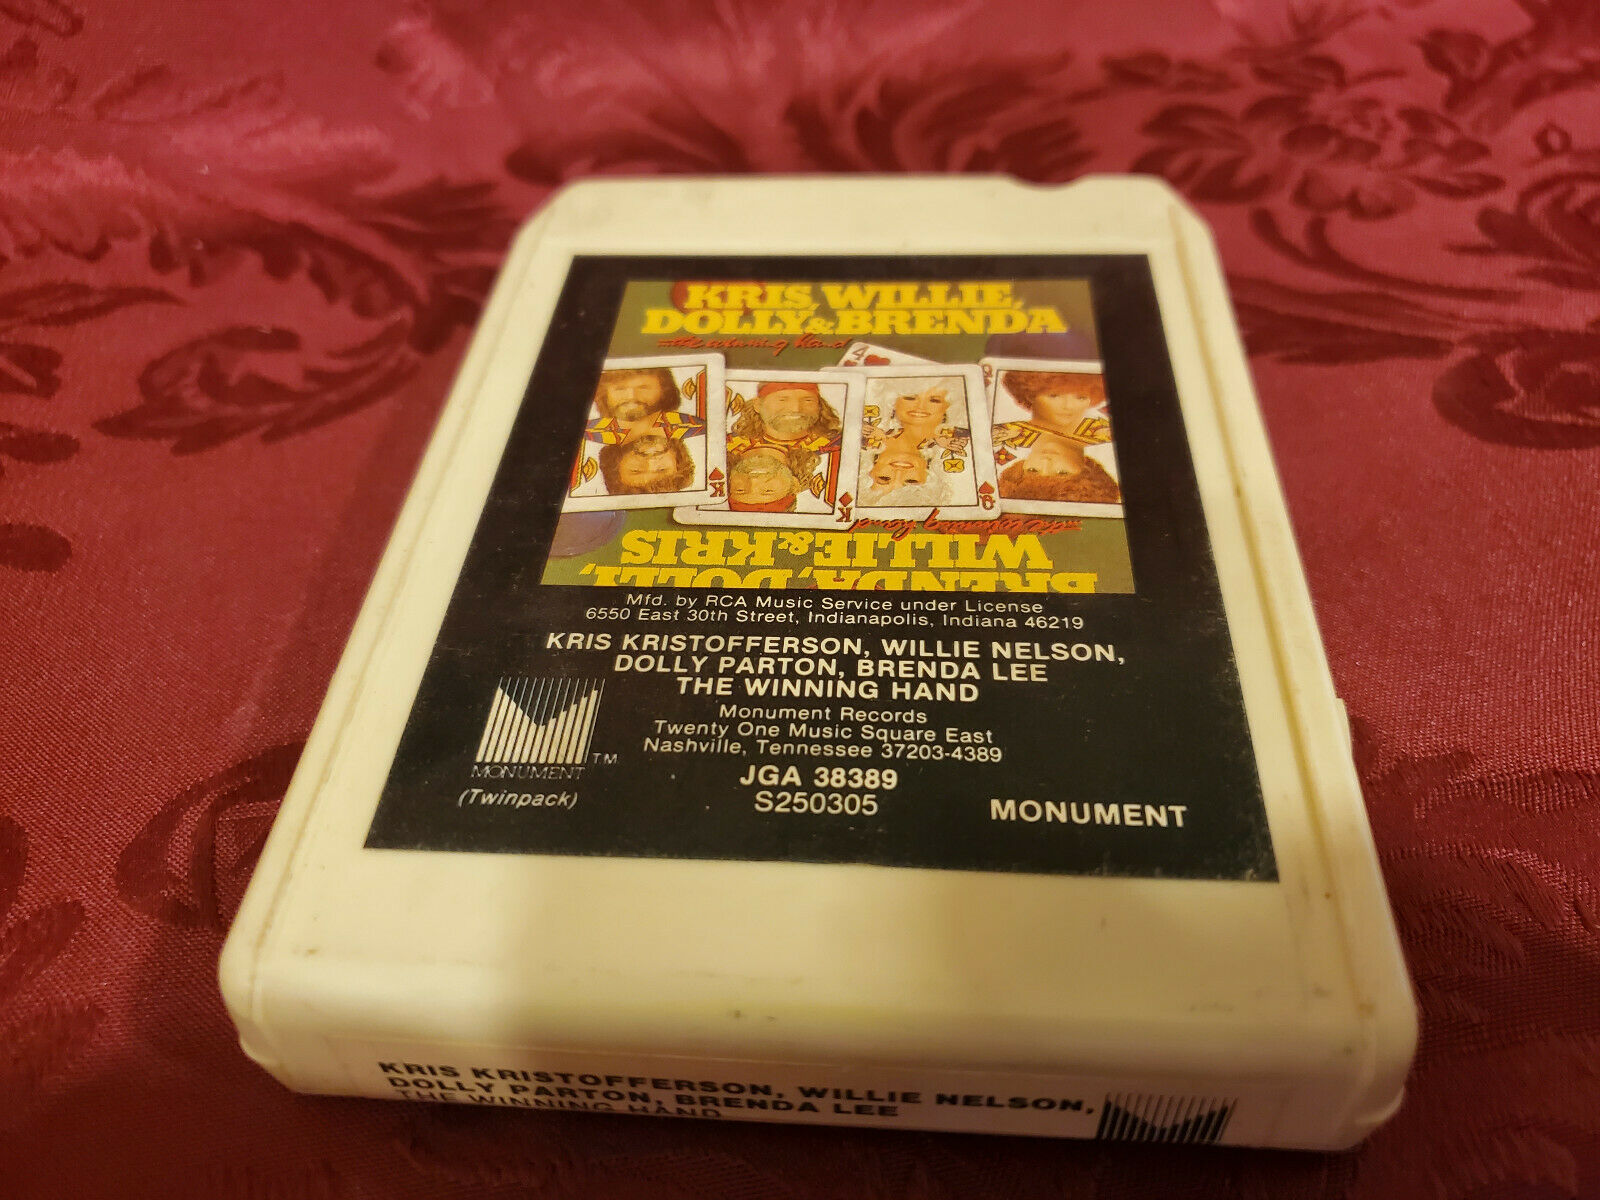 KRIS, WILLIE,
DOLLY & BRENDA
the winning hand
4
Q
K
K
Q
the winning hand
WILLIE & KRIS
BRENDA, DOLLY,
Mfd. by RCA Music Service under License
6550 East 30th Street, Indianapolis, Indiana 46219
KRIS KRISTOFFERSON, WILLIE NELSON,
DOLLY PARTON, BRENDA LEE
THE WINNING HAND
Monument Records
Twenty One Music Square East
Nashville, Tennessee 37203-4389
JGA 38389
S250305
MONUMENT TM
(Twinpack)
MONUMENT
KRIS KRISTOFFERSON, WILLIE NELSON,
DOLLY PARTON, BRENDA LEE
THE WINNING HAND